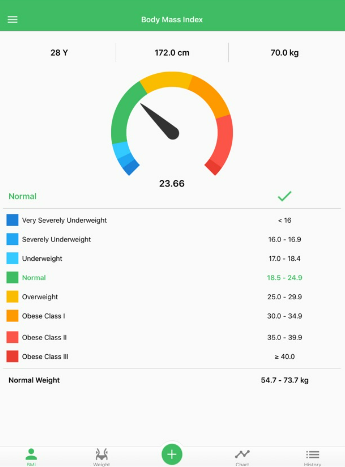 Body Mass Index
28 Y 172.0 cm 70.0 kg
23.66
Normal
Very Severely Underweight < 16
Severely Underweight 16.0 - 16.9
Underweight 17.0 - 18.4
Normal 18.5 - 24.9
Overweight 25.0 - 29.9
Obese Class I 30.0 - 34.9
Obese Class II 35.0 - 39.9
Obese Class III ≥ 40.0
Normal Weight 54.7 - 73.7 kg
BMI Weight Chart History